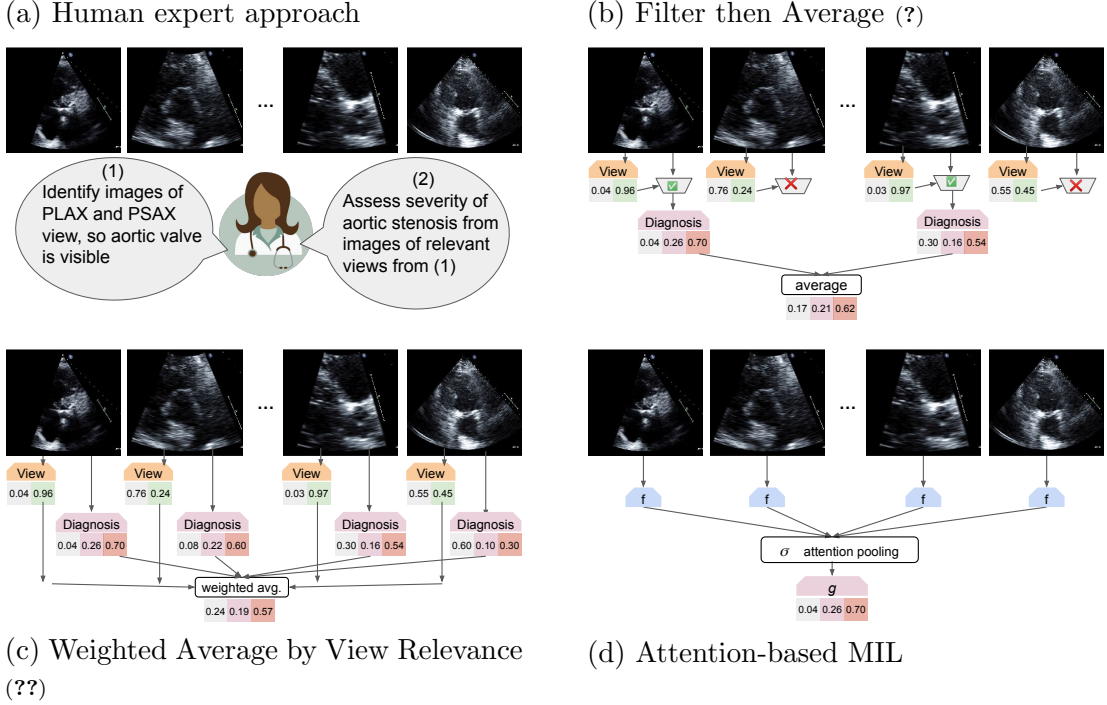 (a) Human expert approach
...
(1)
Identify images of
PLAX and PSAX
view, so aortic valve
is visible
(2)
Assess severity of
aortic stenosis from
images of relevant
views from (1)
(b) Filter then Average (?)
...
View View View View
0.04 0.96 0.76 0.24 0.03 0.97 0.55 0.45
Diagnosis Diagnosis
0.04 0.26 0.70 0.30 0.16 0.54
average
0.17 0.21 0.62
...
View View View View
0.04 0.96 0.76 0.24 0.03 0.97 0.55 0.45
Diagnosis Diagnosis Diagnosis Diagnosis
0.04 0.26 0.70 0.08 0.22 0.60 0.30 0.16 0.54 0.60 0.10 0.30
weighted avg.
0.24 0.19 0.57
(c) Weighted Average by View Relevance
(??)
...
f f f f
σ attention pooling
g
0.04 0.26 0.70
(d) Attention-based MIL